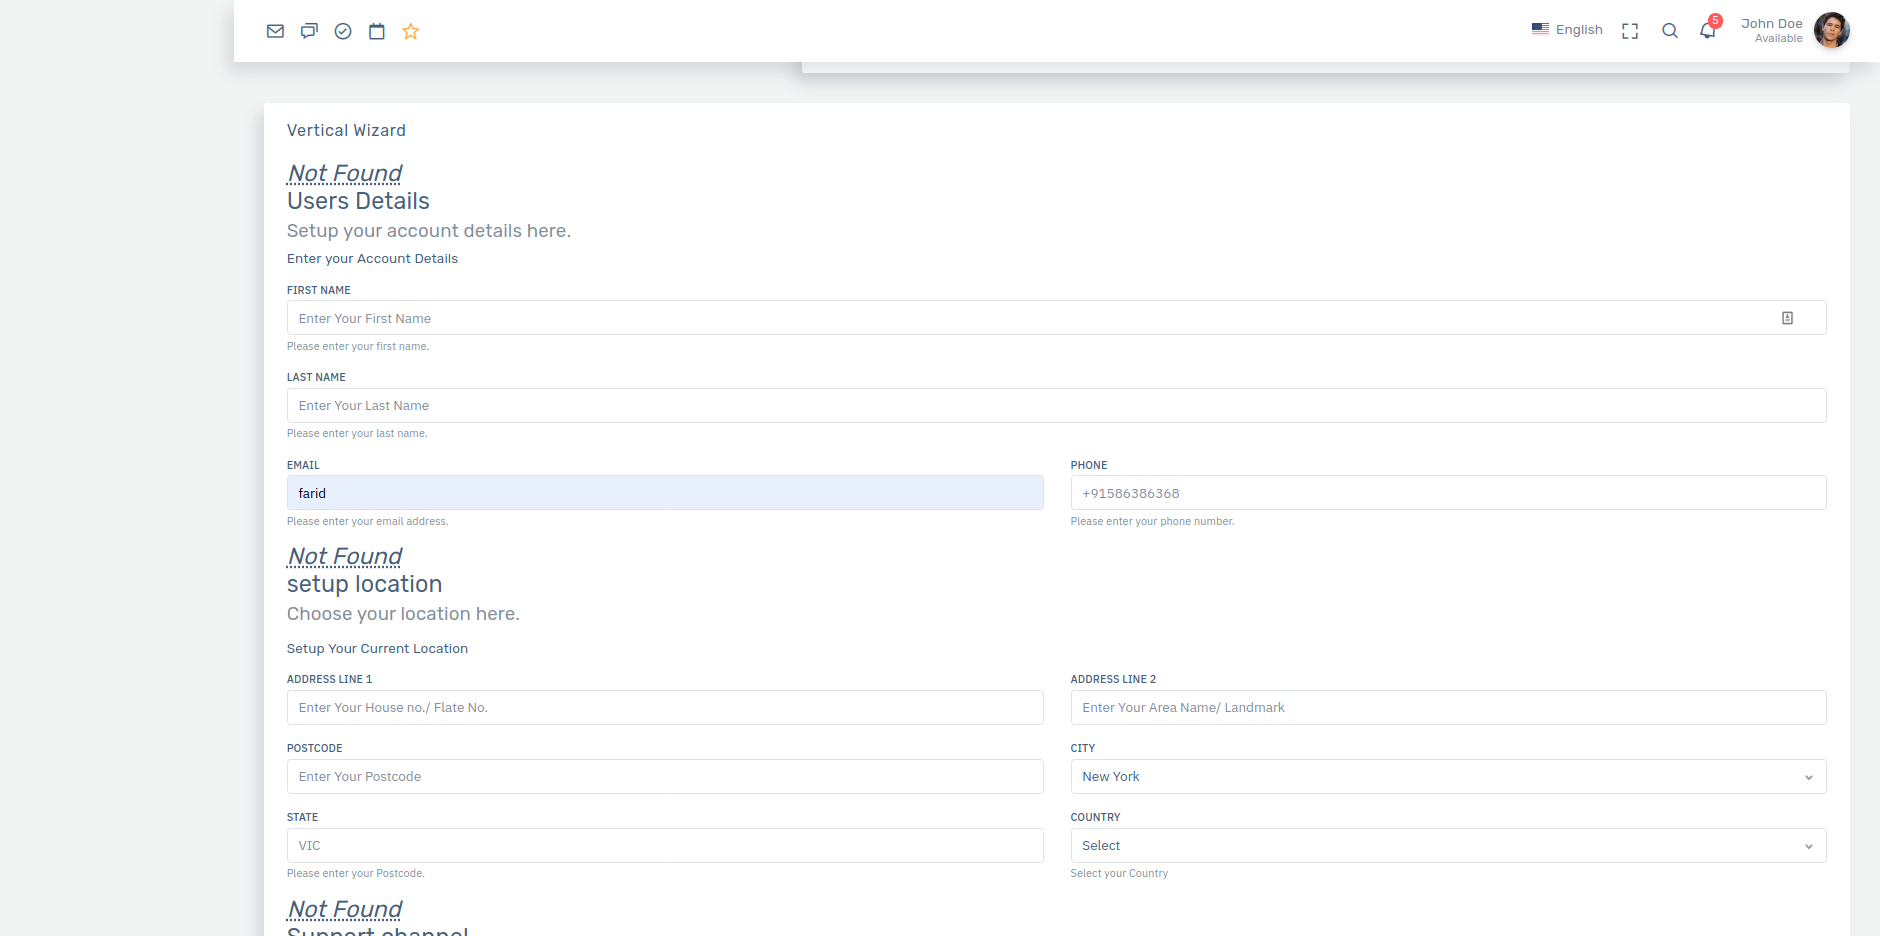 English
5
John Doe
Available
Vertical Wizard
Not Found
Users Details
Setup your account details here.
Enter your Account Details
FIRST NAME
Enter Your First Name
Please enter your first name.
LAST NAME
Enter Your Last Name
Please enter your last name.
EMAIL
PHONE
farid
+91586386368
Please enter your email address.
Please enter your phone number.
Not Found
setup location
Choose your location here.
Setup Your Current Location
ADDRESS LINE 1
ADDRESS LINE 2
Enter Your House no./ Flate No.
Enter Your Area Name/ Landmark
POSTCODE
CITY
Enter Your Postcode
New York
STATE
COUNTRY
VIC
Select
Please enter your Postcode.
Select your Country
Not Found
Support channel